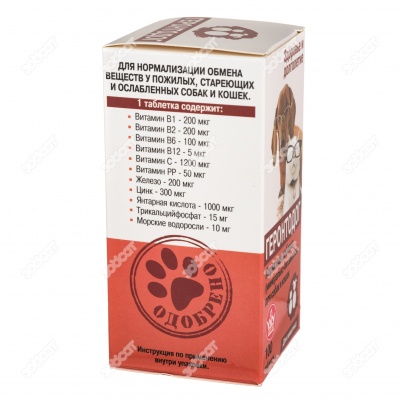 ДЛЯ НОРМАЛИЗАЦИИ ОБМЕНА
ВЕЩЕСТВ У ПОЖИЛЫХ, СТАРЕЮЩИХ
И ОСЛАБЛЕННЫХ СОБАК И КОШЕК.
1 таблетка содержит:
Витамин В1 - 200 мкг
Витамин В2 - 200 мкг
Витамин В6 - 100 мкг
Витамин В12 - 5 мкг
Витамин С - 1200 мкг
Витамин РР - 50 мкг
Железо - 200 мкг
Цинк - 300 мкг
Янтарная кислота - 1000 мкг
Трикальцийфосфат - 15 мг
Морские водоросли - 10 мг
ОДОБРЕНО
Инструкция по применению
внутри упаковки.
Здоровье и
долголетие
ГЕРОНТОДОГ